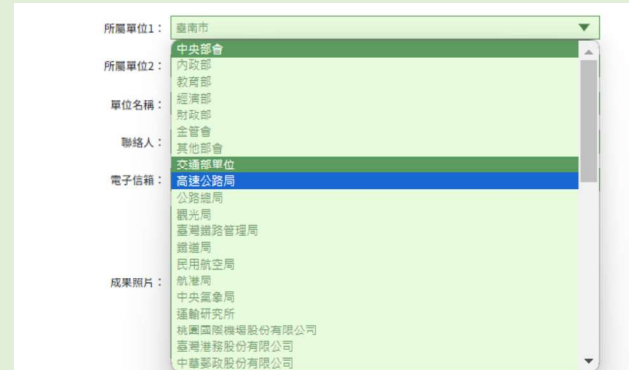 所屬單位1： 臺南市
中央部會
所屬單位2： 內政部
教育部
單位名稱： 經濟部
財政部
金管會
聯絡人： 其他部會
交通部單位
電子信箱： 高速公路局
公路總局
觀光局
臺灣鐵路管理局
鐵道局
民用航空局
成果照片： 航港局
中央氣象局
運輸研究所
桃園國際機場股份有限公司
臺灣港務股份有限公司
中華郵政股份有限公司